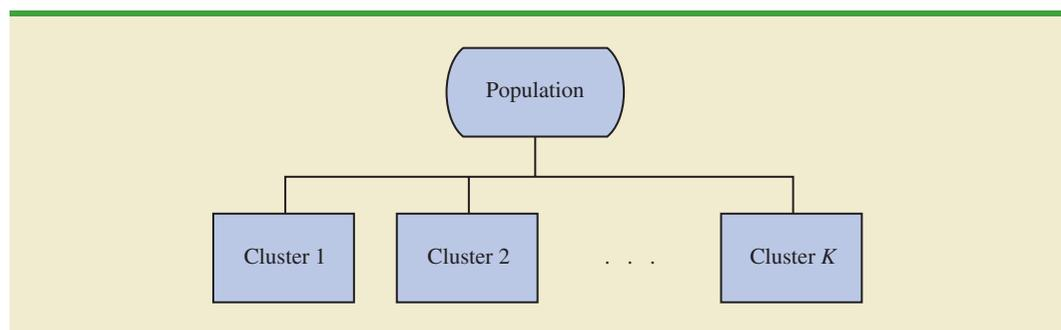 Population
Cluster 1 Cluster 2 . . . Cluster K